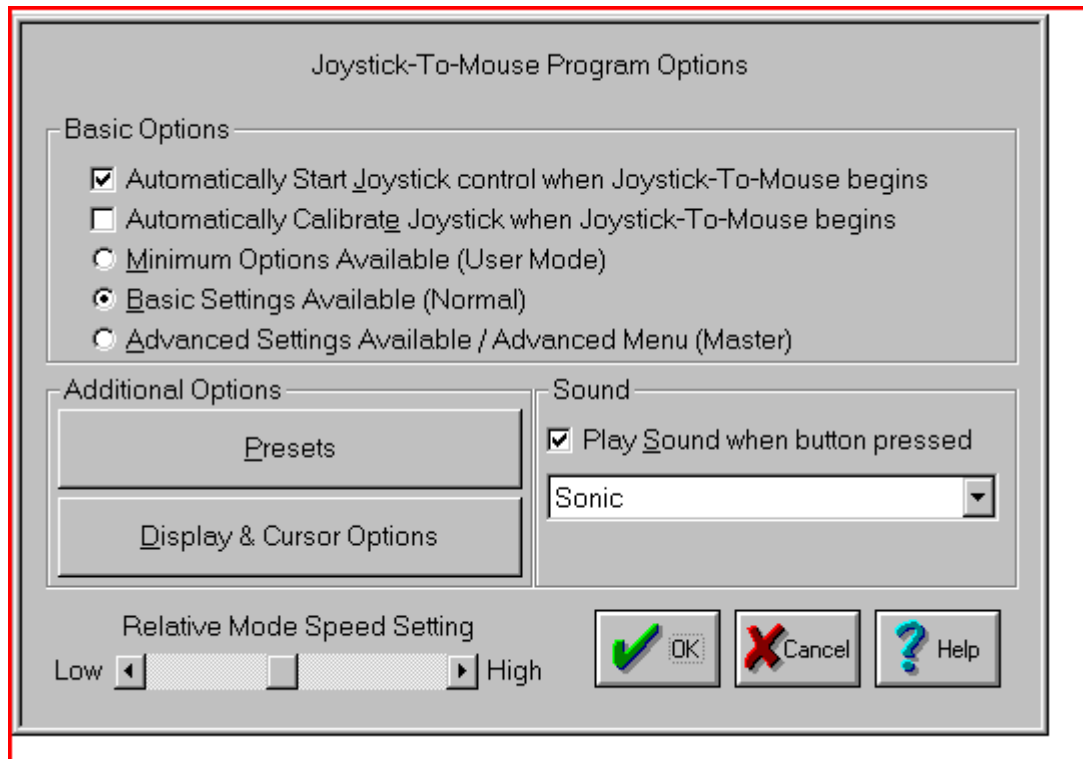 Joystick-To-Mouse Program Options
Basic Options
Automatically Start Joystick control when Joystick-To-Mouse begins
Automatically Calibrate Joystick when Joystick-To-Mouse begins
Minimum Options Available (User Mode)
Basic Settings Available (Normal)
Advanced Settings Available / Advanced Menu (Master)
Additional Options
Presets
Display & Cursor Options
Sound
Play Sound when button pressed
Sonic
Relative Mode Speed Setting
Low High
OK
Cancel
Help